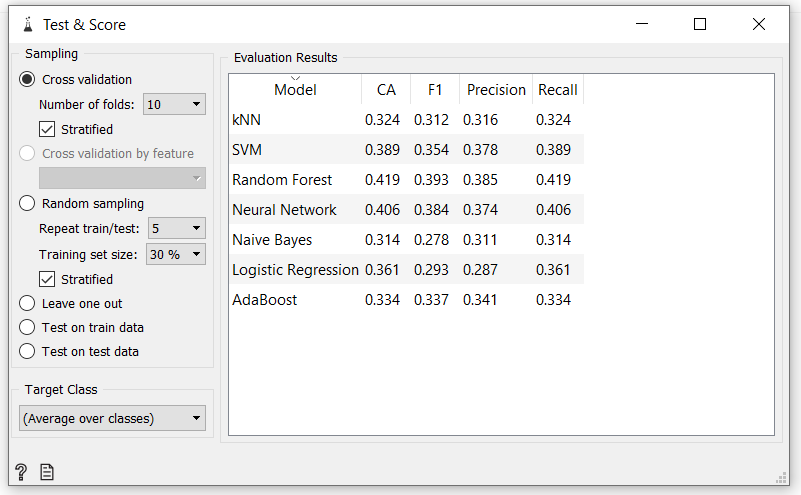 Test & Score
Sampling
Cross validation
Number of folds: 10
Stratified
Cross validation by feature
Random sampling
Repeat train/test: 5
Training set size: 30 %
Stratified
Leave one out
Test on train data
Test on test data
Target Class
(Average over classes)
Evaluation Results
Model CA F1 Precision Recall
kNN 0.324 0.312 0.316 0.324
SVM 0.389 0.354 0.378 0.389
Random Forest 0.419 0.393 0.385 0.419
Neural Network 0.406 0.384 0.374 0.406
Naive Bayes 0.314 0.278 0.311 0.314
Logistic Regression 0.361 0.293 0.287 0.361
AdaBoost 0.334 0.337 0.341 0.334
?